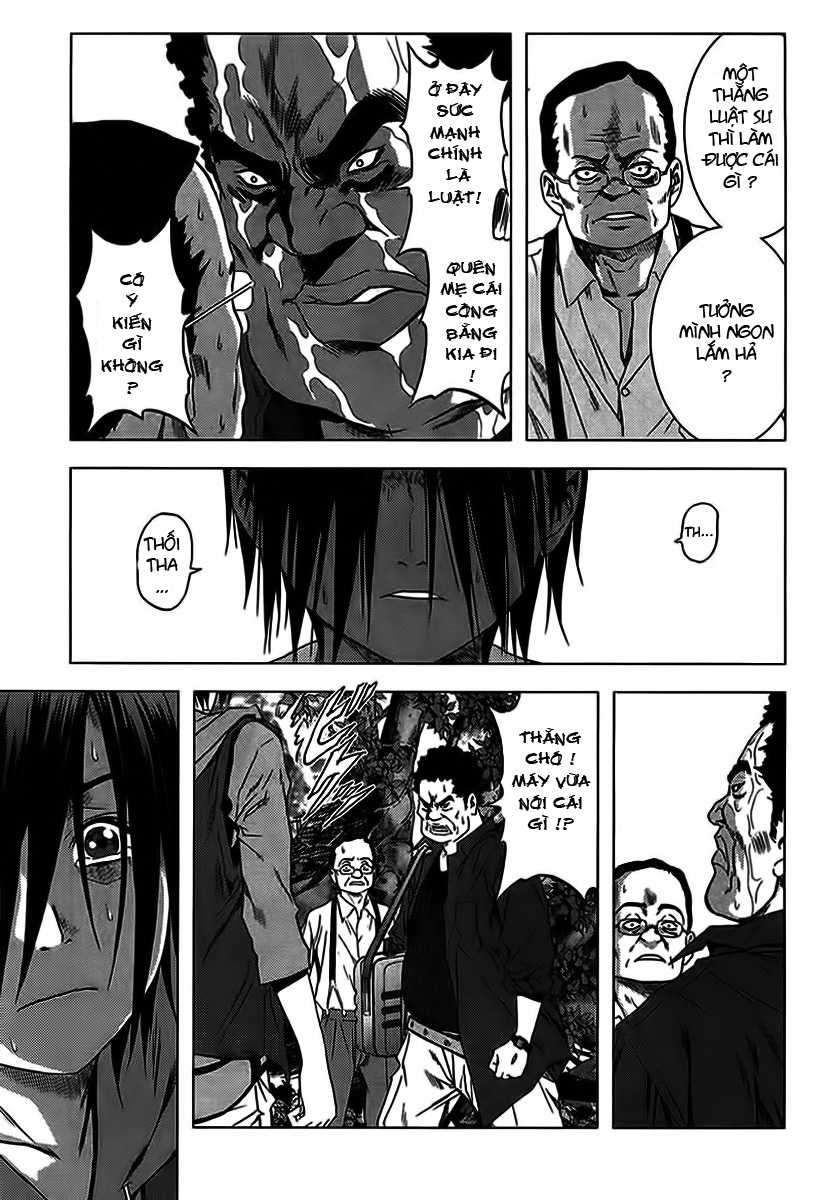 MỘT
THẰNG
LUẬT SƯ
THÌ LÀM
ĐƯỢC CÁI
GÌ ?
TƯỞNG
MÌNH NGON
LẮM HẢ
?
Ở ĐÂY
SỨC
MẠNH
CHÍNH
LÀ
LUẬT!
QUÊN
MẸ CÁI
CÔNG
BẰNG
KIA ĐI
!
CÓ
Ý
KIẾN
GÌ
KHÔNG?
?
TH...
THỐI
THA
...
THẰNG
CHÓ !
MÀY VỪA
NÓI CÁI
GÌ !?